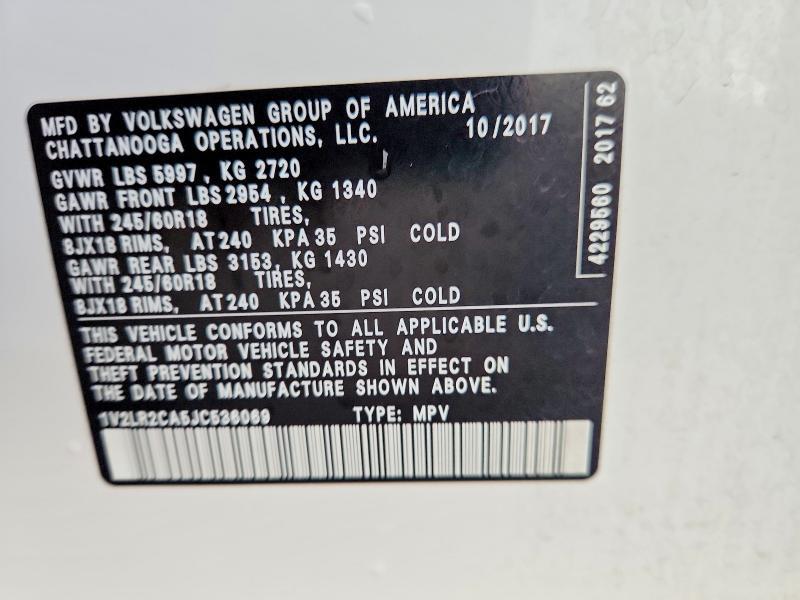 MFD BY VOLKSWAGEN GROUP OF AMERICA
CHATTANOOGA OPERATIONS, LLC. 10/2017
GVWR LBS 5997, KG 2720
GAWR FRONT LBS 2954, KG 1340
WITH 245/60R18 TIRES,
8JX18 RIMS, AT 240 KPA 35 PSI COLD
GAWR REAR LBS 3153, KG 1430
WITH 245/60R18 TIRES,
8JX18 RIMS, AT 240 KPA 35 PSI COLD
THIS VEHICLE CONFORMS TO ALL APPLICABLE U.S.
FEDERAL MOTOR VEHICLE SAFETY AND
THEFT PREVENTION STANDARDS IN EFFECT ON
THE DATE OF MANUFACTURE SHOWN ABOVE.
1V2LR2CA5JC536069 TYPE: MPV
4229560 2017 62